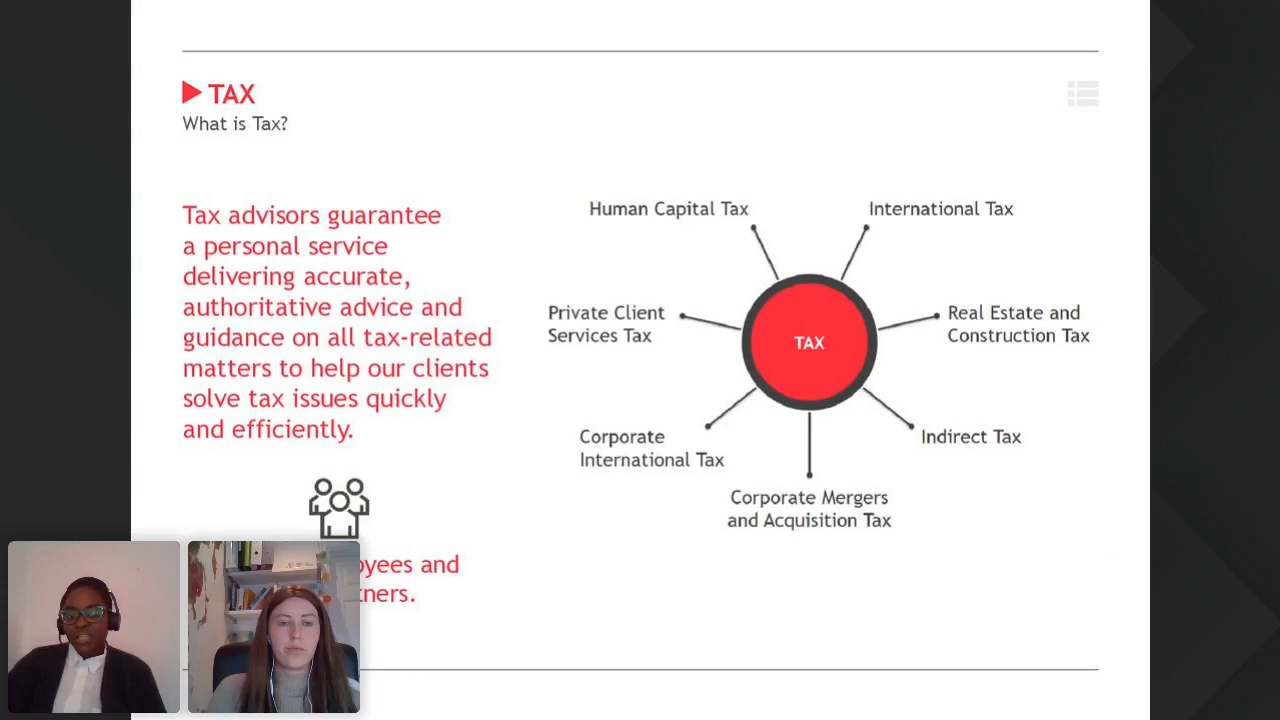 TAX
What is Tax?
Tax advisors guarantee
a personal service
delivering accurate,
authoritative advice and
guidance on all tax-related
matters to help our clients
solve tax issues quickly
and efficiently.
and
Human Capital Tax
International Tax
Private Client
Services Tax
Real Estate and
Construction Tax
TAX
Corporate
International Tax
Indirect Tax
Corporate Mergers
and Acquisition Tax